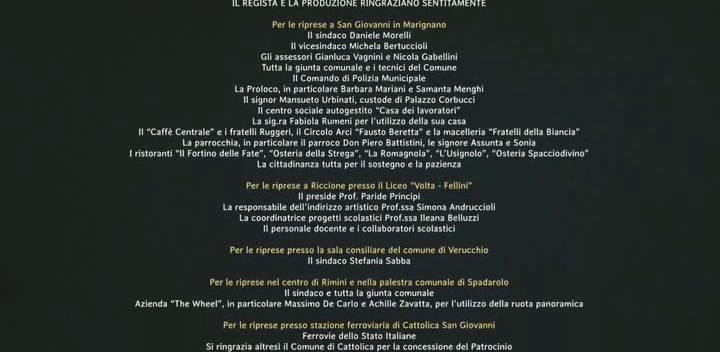 IL REGISTA E LA PRODUZIONE RINGRAZIANO SENTITAMENTE
Per le riprese a San Giovanni in Marignano
Il sindaco Daniele Morelli
Il vicesindaco Michela Bertuccioli
Gli assessori Gianluca Vagnini e Nicola Gabellini
Tutta la giunta comunale e i tecnici del Comune
Il Comando di Polizia Municipale
La Proloco, in particolare Barbara Mariani e Samanta Menghi
Il signor Mansueto Urbinati, custode di Palazzo Corbucci
Il centro sociale autogestito "Casa dei lavoratori"
La sig.ra Fabiola Rumeni per l'utilizzo della sua casa
Il "Caffè Centrale" e i fratelli Ruggeri, il Circolo Arci "Fausto Beretta" e la macelleria "Fratelli della Biancia"
La parrocchia, in particolare il parroco Don Piero Battistini, le signore Assunta e Sonia
I ristoranti "Il Fortino delle Fate", "Osteria della Strega", "La Romagnola", "L'Usignolo", "Osteria Spacciodivino"
La cittadinanza tutta per il sostegno e la pazienza
Per le riprese a Riccione presso il Liceo "Volta - Fellini"
Il preside Prof. Paride Principi
La responsabile dell'indirizzo artistico Prof.ssa Simona Andruccioli
La coordinatrice progetti scolastici Prof.ssa Ileana Belluzzi
Il personale docente e i collaboratori scolastici
Per le riprese presso la sala consiliare del comune di Verucchio
Il sindaco Stefania Sabba
Per le riprese nel centro di Rimini e nella palestra comunale di Spadarolo
Il sindaco e tutta la giunta comunale
Azienda "The Wheel", in particolare Massimo De Carlo e Achille Zavatta, per l'utilizzo della ruota panoramica
Per le riprese presso stazione ferroviaria di Cattolica San Giovanni
Ferrovie dello Stato Italiane
Si ringrazia altresì il Comune di Cattolica per la concessione del Patrocinio